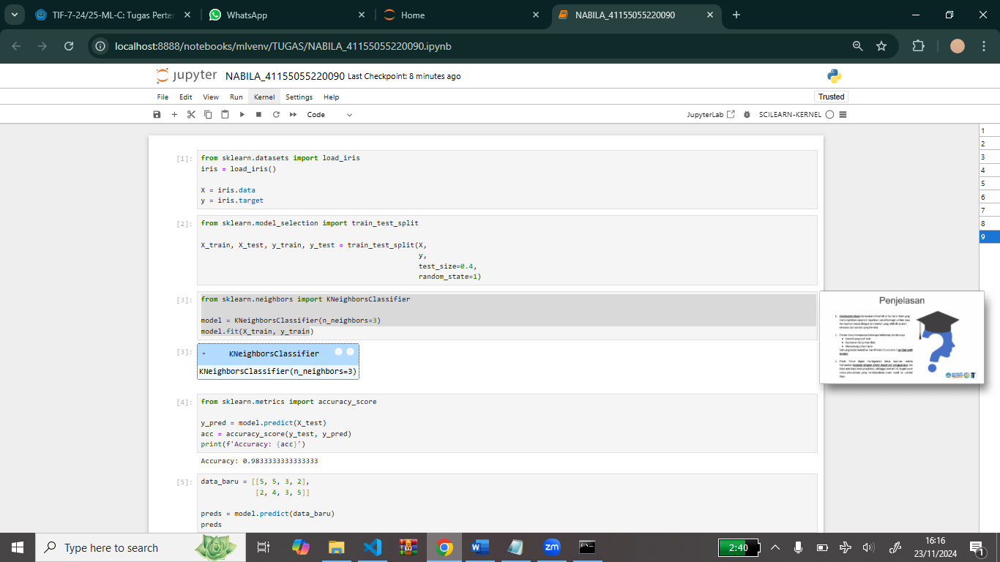 TIF-7-24/25-ML-C: Tugas Perter
WhatsApp
Home
NABILA_41155055220090
localhost:8888/notebooks/mlvenv/TUGAS/NABILA_41155055220090.ipynb
jupyter NABILA_41155055220090 Last Checkpoint: 8 minutes ago
File Edit View Run Kernel Settings Help
Trusted
Code
JupyterLab
SCILEARN-KERNEL
1
2
3
4
5
6
7
8
9
[1]: from sklearn.datasets import load_iris
iris = load_iris()
X = iris.data
y = iris.target
[2]: from sklearn.model_selection import train_test_split
X_train, X_test, y_train, y_test = train_test_split(X,
y,
test_size=0.4,
random_state=1)
[3]: from sklearn.neighbors import KNeighborsClassifier
model = KNeighborsClassifier(n_neighbors=3)
model.fit(X_train, y_train)
[3]: KNeighborsClassifier
KNeighborsClassifier(n_neighbors=3)
Penjelasan
[4]: from sklearn.metrics import accuracy_score
y_pred = model.predict(X_test)
acc = accuracy_score(y_test, y_pred)
print(f'Accuracy: {acc}')
Accuracy: 0.9833333333333333
[5]: data_baru = [[5, 5, 3, 2],
[2, 4, 3, 5]]
preds = model.predict(data_baru)
preds
Type here to search
2:40
16:16
23/11/2024
1